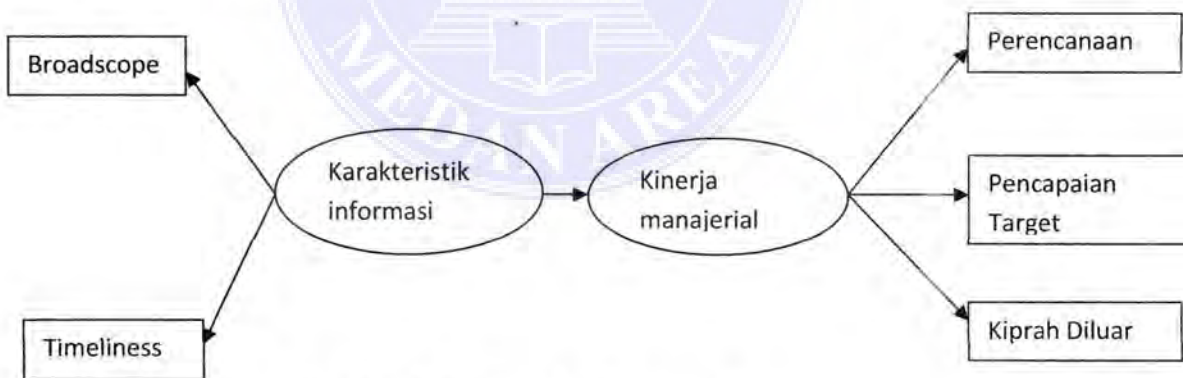 Broadscope
Timeliness
Karakteristik
informasi
Kinerja
manajerial
Perencanaan
Pencapaian
Target
Kiprah Diluar
MEDAN AREA